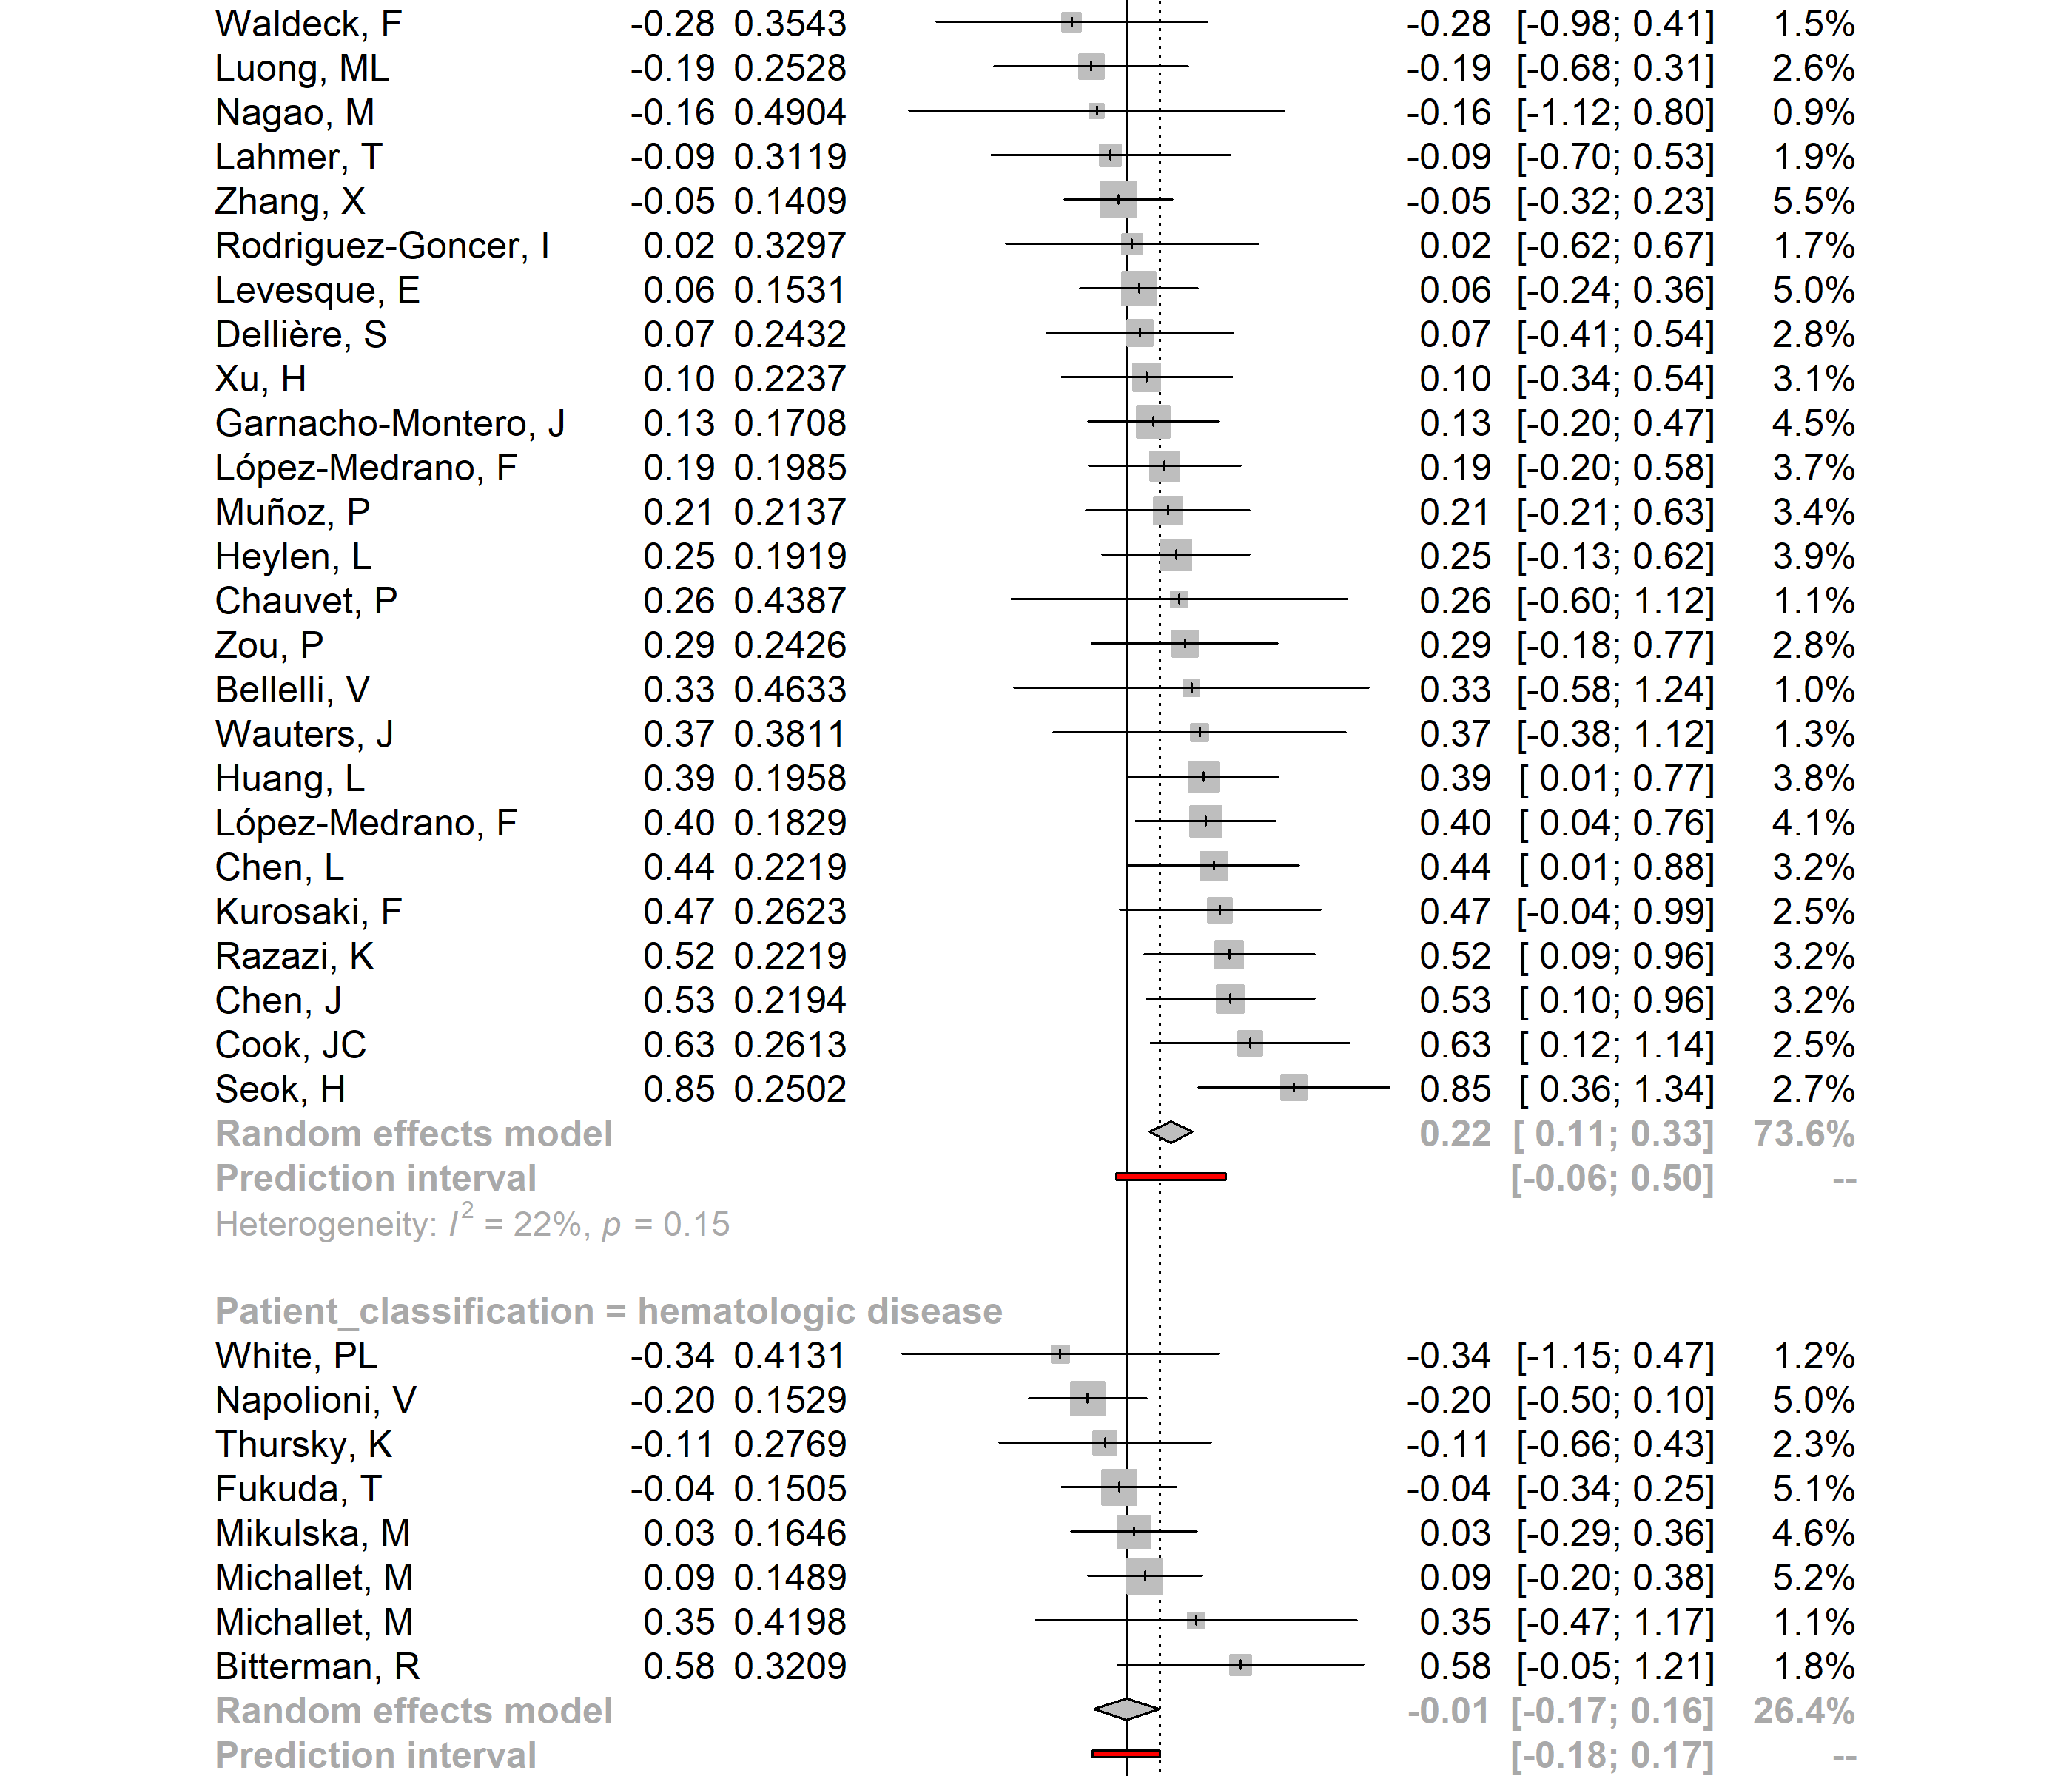 Waldeck, F -0.28 0.3543 -0.28 [-0.98; 0.41] 1.5%
Luong, ML -0.19 0.2528 -0.19 [-0.68; 0.31] 2.6%
Nagao, M -0.16 0.4904 -0.16 [-1.12; 0.80] 0.9%
Lahmer, T -0.09 0.3119 -0.09 [-0.70; 0.53] 1.9%
Zhang, X -0.05 0.1409 -0.05 [-0.32; 0.23] 5.5%
Rodriguez-Goncer, I 0.02 0.3297 0.02 [-0.62; 0.67] 1.7%
Levesque, E 0.06 0.1531 0.06 [-0.24; 0.36] 5.0%
Dellière, S 0.07 0.2432 0.07 [-0.41; 0.54] 2.8%
Xu, H 0.10 0.2237 0.10 [-0.34; 0.54] 3.1%
Garnacho-Montero, J 0.13 0.1708 0.13 [-0.20; 0.47] 4.5%
López-Medrano, F 0.19 0.1985 0.19 [-0.20; 0.58] 3.7%
Muñoz, P 0.21 0.2137 0.21 [-0.21; 0.63] 3.4%
Heylen, L 0.25 0.1919 0.25 [-0.13; 0.62] 3.9%
Chauvet, P 0.26 0.4387 0.26 [-0.60; 1.12] 1.1%
Zou, P 0.29 0.2426 0.29 [-0.18; 0.77] 2.8%
Bellelli, V 0.33 0.4633 0.33 [-0.58; 1.24] 1.0%
Wauters, J 0.37 0.3811 0.37 [-0.38; 1.12] 1.3%
Huang, L 0.39 0.1958 0.39 [ 0.01; 0.77] 3.8%
López-Medrano, F 0.40 0.1829 0.40 [ 0.04; 0.76] 4.1%
Chen, L 0.44 0.2219 0.44 [ 0.01; 0.88] 3.2%
Kurosaki, F 0.47 0.2623 0.47 [-0.04; 0.99] 2.5%
Razazi, K 0.52 0.2219 0.52 [ 0.09; 0.96] 3.2%
Chen, J 0.53 0.2194 0.53 [ 0.10; 0.96] 3.2%
Cook, JC 0.63 0.2613 0.63 [ 0.12; 1.14] 2.5%
Seok, H 0.85 0.2502 0.85 [ 0.36; 1.34] 2.7%
Random effects model 0.22 [ 0.11; 0.33] 73.6%
Prediction interval [-0.06; 0.50] --
Heterogeneity: I² = 22%, p = 0.15
Patient_classification = hematologic disease
White, PL -0.34 0.4131 -0.34 [-1.15; 0.47] 1.2%
Napolioni, V -0.20 0.1529 -0.20 [-0.50; 0.10] 5.0%
Thursky, K -0.11 0.2769 -0.11 [-0.66; 0.43] 2.3%
Fukuda, T -0.04 0.1505 -0.04 [-0.34; 0.25] 5.1%
Mikulska, M 0.03 0.1646 0.03 [-0.29; 0.36] 4.6%
Michallet, M 0.09 0.1489 0.09 [-0.20; 0.38] 5.2%
Michallet, M 0.35 0.4198 0.35 [-0.47; 1.17] 1.1%
Bitterman, R 0.58 0.3209 0.58 [-0.05; 1.21] 1.8%
Random effects model -0.01 [-0.17; 0.16] 26.4%
Prediction interval [-0.18; 0.17] --